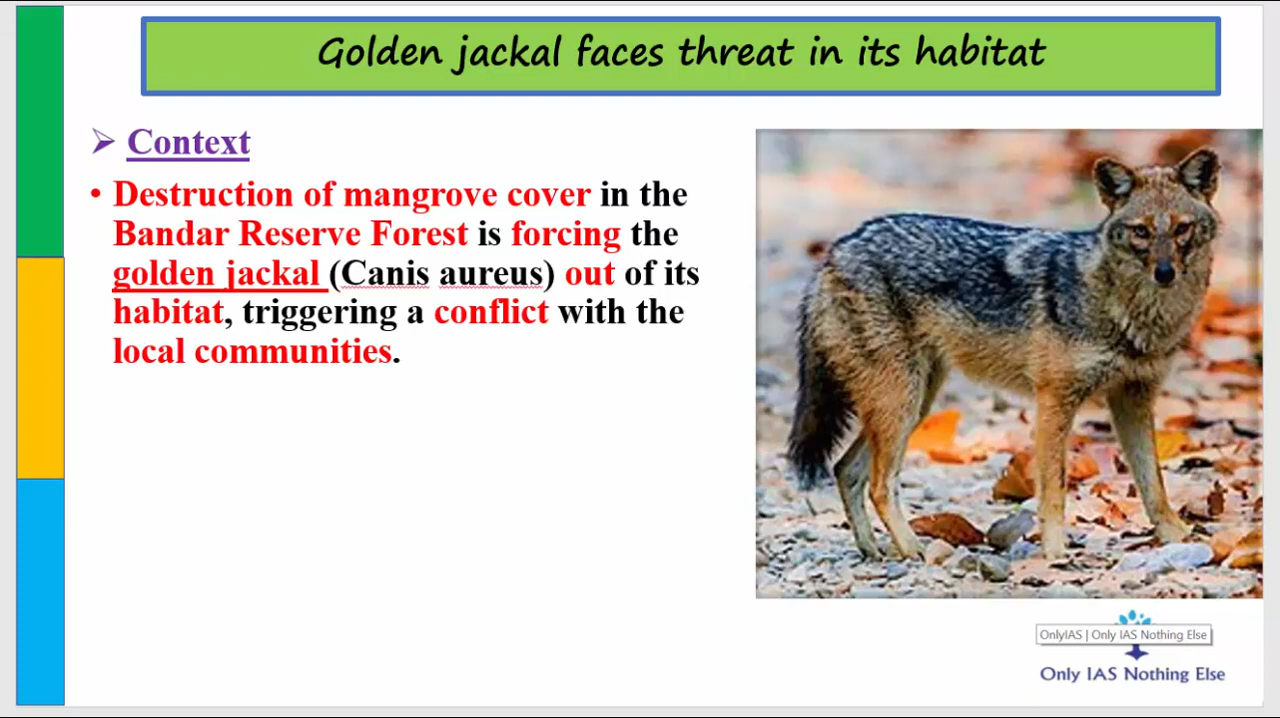 Golden jackal faces threat in its habitat
Context
Destruction of mangrove cover in the
Bandar Reserve Forest is forcing the
golden jackal (Canis aureus) out of its
habitat, triggering a conflict with the
local communities.
OnlyIAS | Only IAS Nothing Else
Only IAS Nothing Else